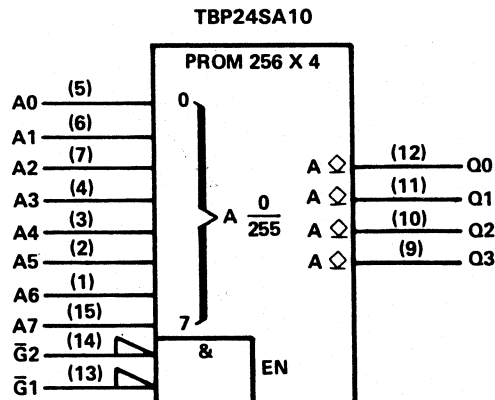 TBP24SA10
PROM 256 X 4
A0 (5) 0
A1 (6)
A2 (7) A (12) Q0
A3 (4) A (11) Q1
A4 (3) A 0/255 A (10) Q2
A5 (2) A (9) Q3
A6 (1)
A7 (15) 7
G̅2 (14) &
G̅1 (13) EN